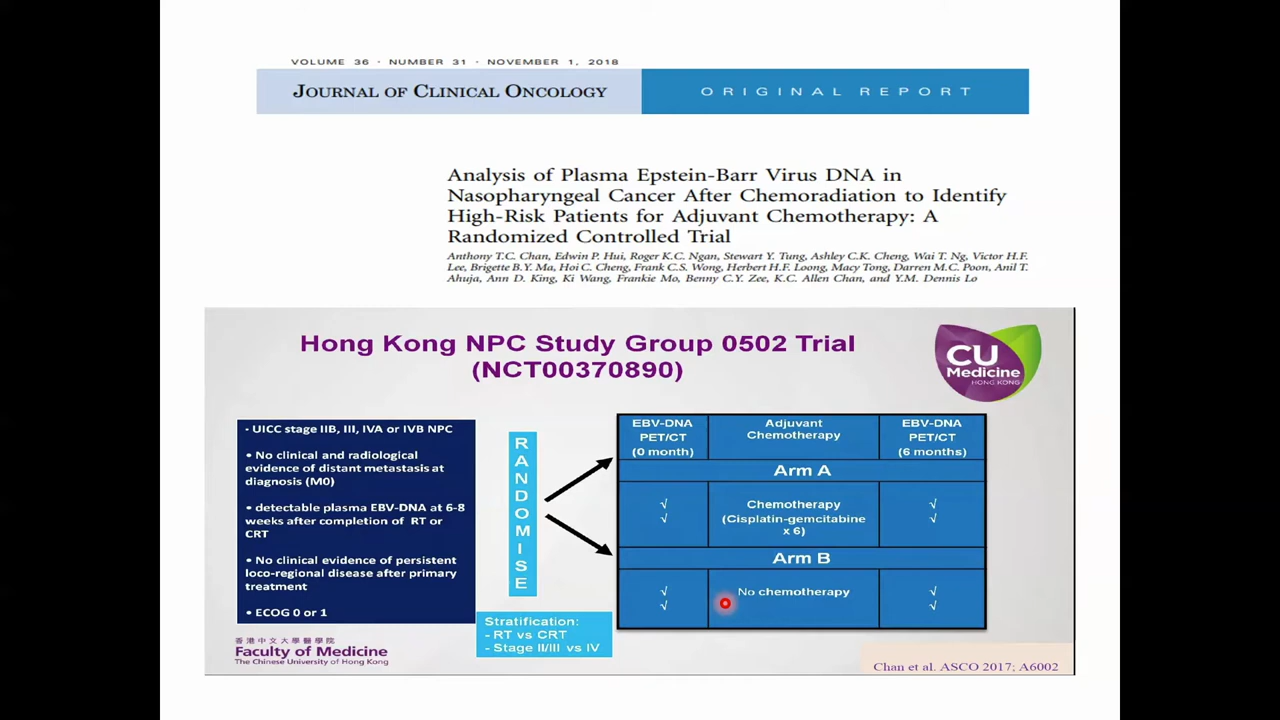 VOLUME 36 · NUMBER 31 · NOVEMBER 1, 2018
JOURNAL OF CLINICAL ONCOLOGY
ORIGINAL REPORT
Analysis of Plasma Epstein-Barr Virus DNA in
Nasopharyngeal Cancer After Chemoradiation to Identify
High-Risk Patients for Adjuvant Chemotherapy: A
Randomized Controlled Trial
Anthony T.C. Chan, Edwin P. Hui, Roger K.C. Ngan, Stewart Y. Tung, Ashley C.K. Cheng, Wai T. Ng, Victor H.F.
Lee, Brigette B.Y. Ma, Hoi C. Cheng, Frank C.S. Wong, Herbert H.F. Loong, Macy Tong, Darren M.C. Poon, Anil T.
Ahuja, Ann D. King, Ki Wang, Frankie Mo, Benny C.Y. Zee, K.C. Allen Chan, and Y.M. Dennis Lo
Hong Kong NPC Study Group 0502 Trial
(NCT00370890)
CU
Medicine
HONG KONG
· UICC stage IIB, III, IVA or IVB NPC
• No clinical and radiological
evidence of distant metastasis at
diagnosis (M0)
• detectable plasma EBV-DNA at 6-8
weeks after completion of RT or
CRT
• No clinical evidence of persistent
loco-regional disease after primary
treatment
• ECOG 0 or 1
RANDOMISE
Stratification:
- RT vs CRT
- Stage II/III vs IV
EBV-DNA
PET/CT
(0 month)
Adjuvant
Chemotherapy
EBV-DNA
PET/CT
(6 months)
Arm A
√
√
Chemotherapy
(Cisplatin-gemcitabine
x 6)
√
√
Arm B
√
√
No chemotherapy
√
√
香港中文大學醫學院
Faculty of Medicine
The Chinese University of Hong Kong
Chan et al. ASCO 2017; A6002